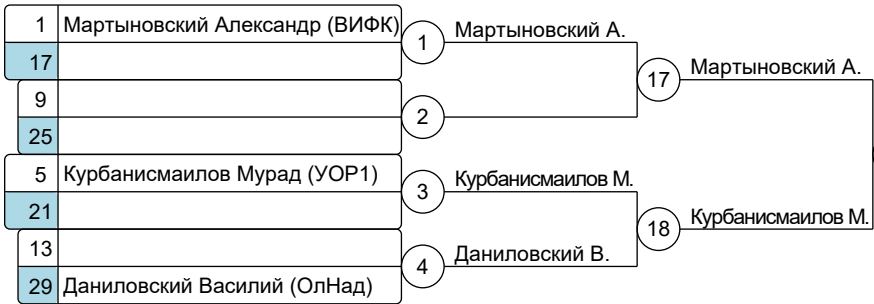 1 Мартыновский Александр (ВИФК)
17
9
25
5 Курбанисмаилов Мурад (УОР1)
21
13
29 Даниловский Василий (ОлНад)
1 Мартыновский А.
2
3 Курбанисмаилов М.
4 Даниловский В.
17 Мартыновский А.
18 Курбанисмаилов М.